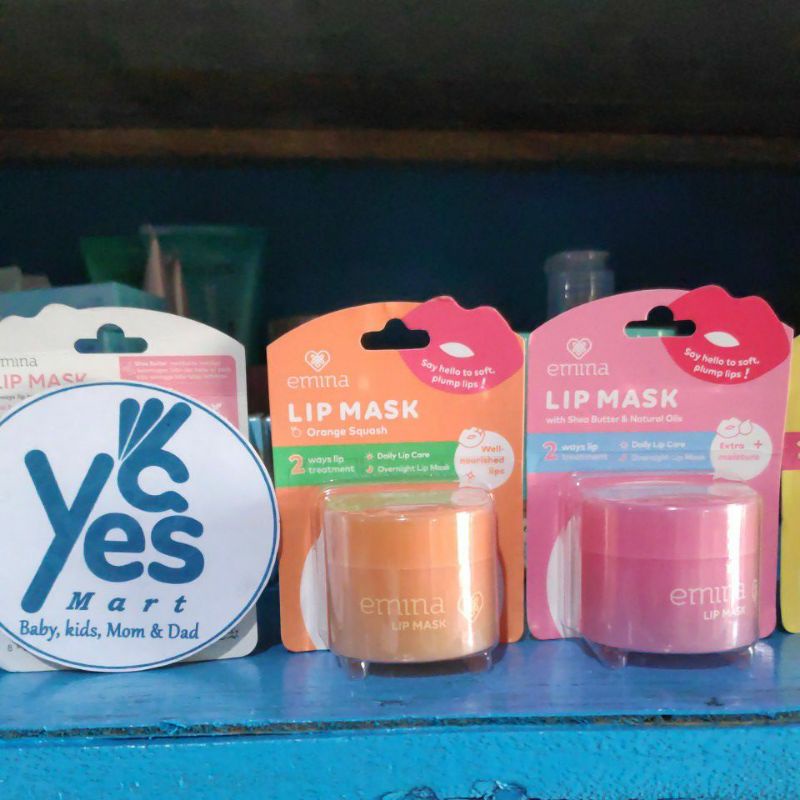 mina
LIP MASK
Yes
Mart
Baby, kids, Mom & Dad
emina
LIP MASK
Orange Squash
2 ways lip treatment
Daily Lip Care
Overnight Lip Mask
Say hello to soft,
plump lips!
Well-
nourished
lips
emina
LIP MASK
emina
LIP MASK
with Shea Butter & Natural Oils
2 ways lip treatment
Daily Lip Care
Overnight Lip Mask
Say hello to soft,
plump lips!
Extra +
moisture
emina
LIP MASK